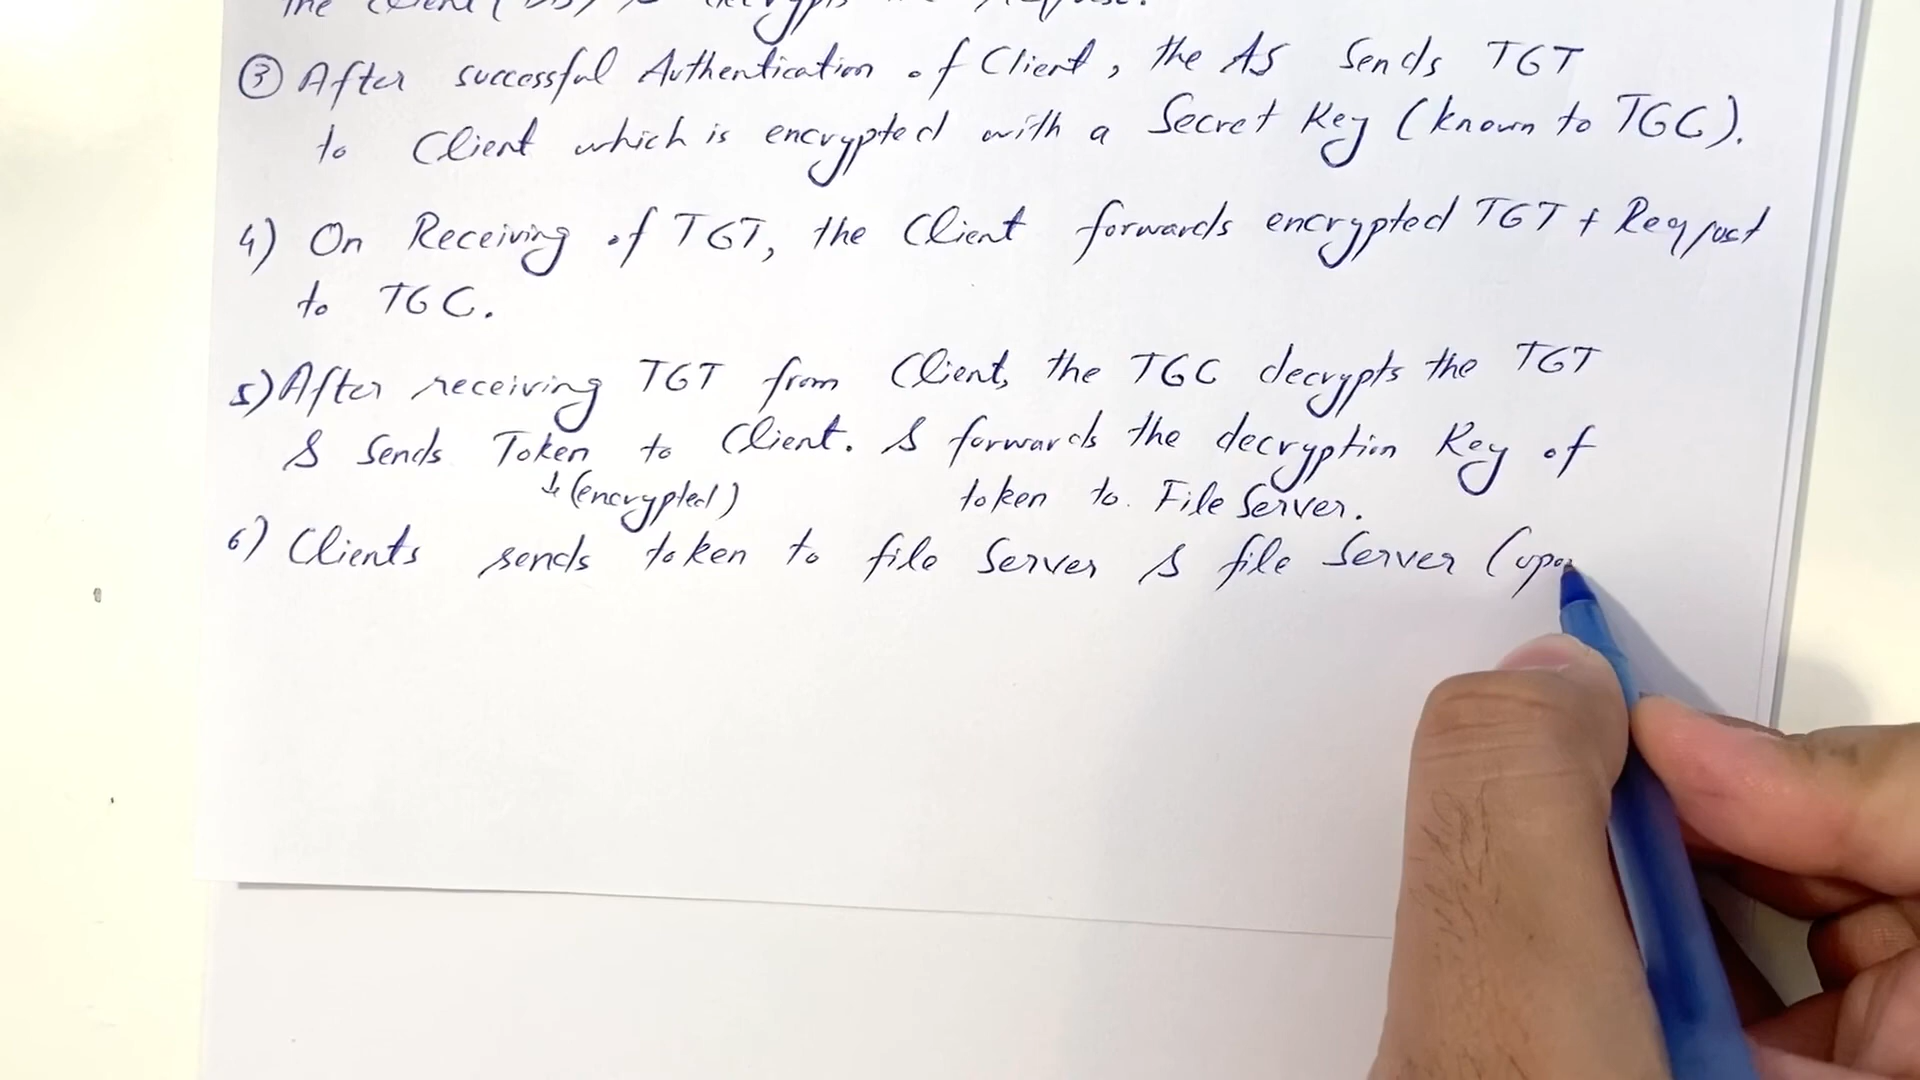 the Client
③ After successful Authentication of Client, the AS Sends TGT
to Client which is encrypted with a Secret Key (known to TGC).
4) On Receiving of TGT, the Client forwards encrypted TGT + Request
to TGC.
5) After receiving TGT from Client, the TGC decrypts the TGT
& Sends Token to Client. & forwards the decryption Key of
↓ (encrypted) token to File Server.
6) Clients sends token to file Server & file Server (upo